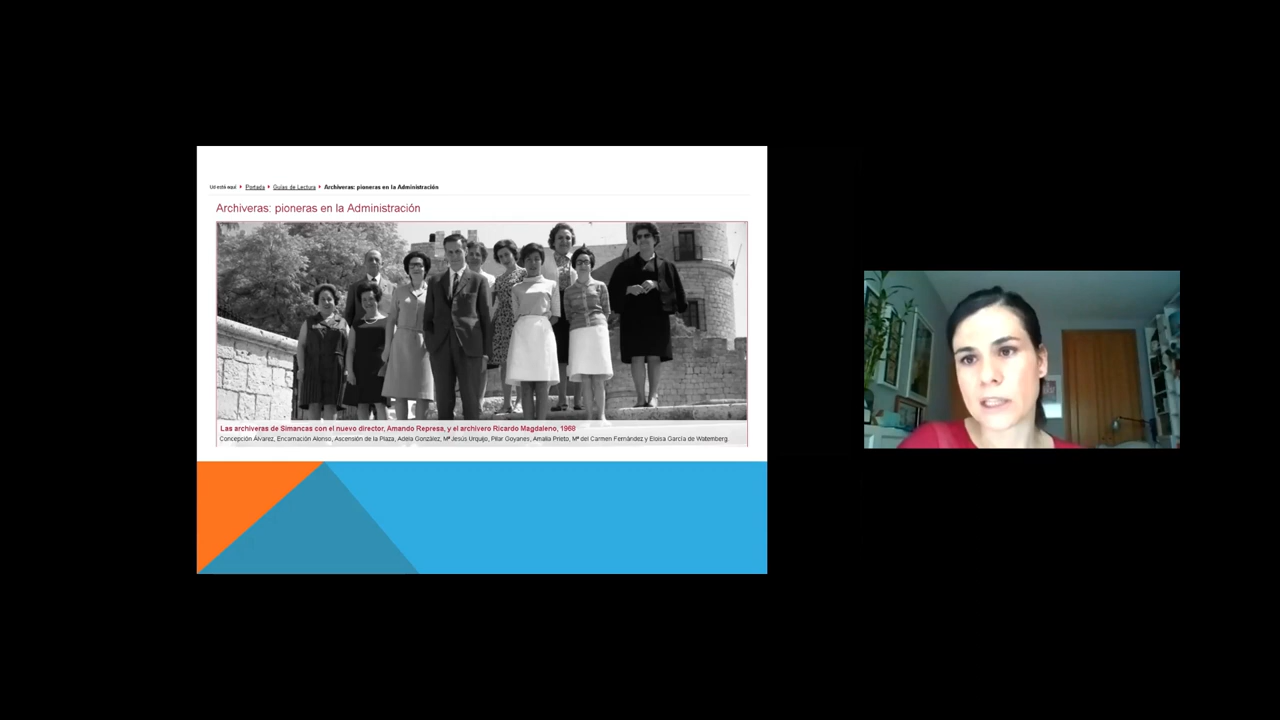 Ud está aquí Portada Guías de Lectura Archiveras: pioneras en la Administración
Archiveras: pioneras en la Administración
Las archiveras de Simancas con el nuevo director, Amando Represa, y el archivero Ricardo Magdaleno, 1968
Concepción Álvarez, Encarnación Alonso, Ascensión de la Plaza, Adela González, Mª Jesús Urquijo, Pilar Goyanes, Amalia Prieto, Mª del Carmen Fernández y Eloisa García de Watemberg.